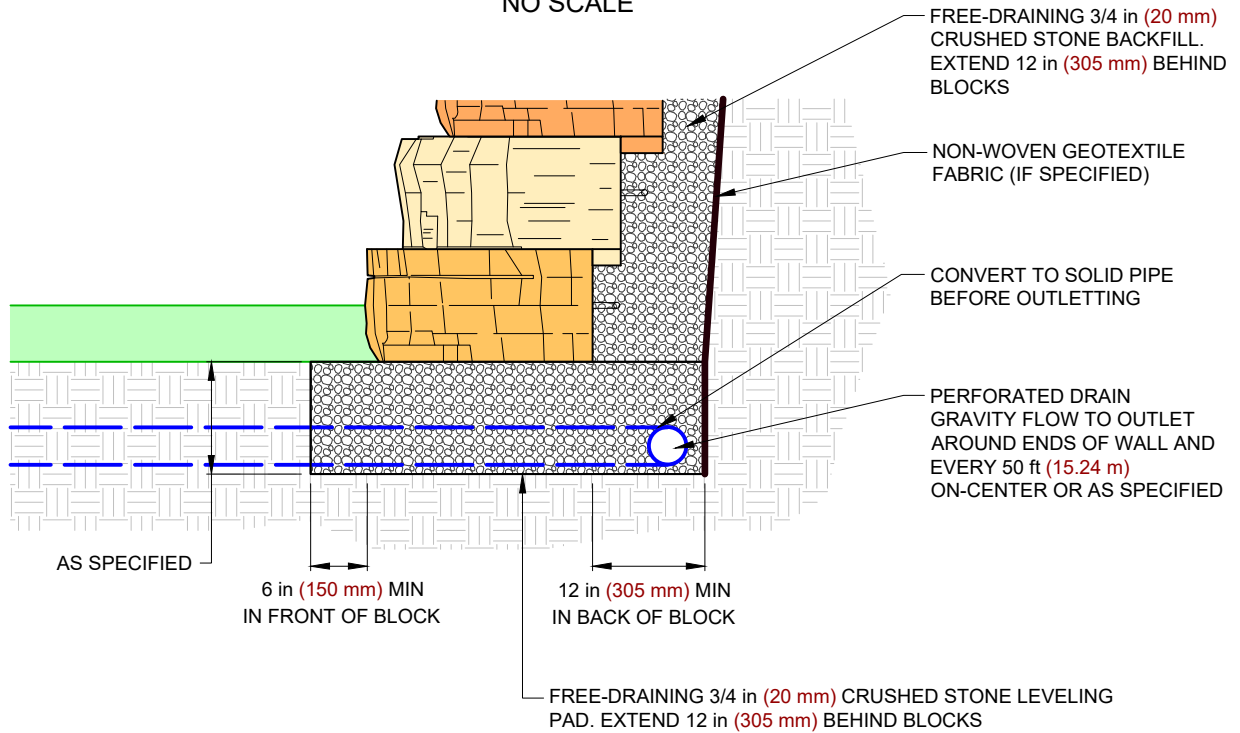 NO SCALE
FREE-DRAINING 3/4 in (20 mm)
CRUSHED STONE BACKFILL.
EXTEND 12 in (305 mm) BEHIND
BLOCKS
NON-WOVEN GEOTEXTILE
FABRIC (IF SPECIFIED)
CONVERT TO SOLID PIPE
BEFORE OUTLETTING
PERFORATED DRAIN
GRAVITY FLOW TO OUTLET
AROUND ENDS OF WALL AND
EVERY 50 ft (15.24 m)
ON-CENTER OR AS SPECIFIED
AS SPECIFIED
6 in (150 mm) MIN
IN FRONT OF BLOCK
12 in (305 mm) MIN
IN BACK OF BLOCK
FREE-DRAINING 3/4 in (20 mm) CRUSHED STONE LEVELING
PAD. EXTEND 12 in (305 mm) BEHIND BLOCKS